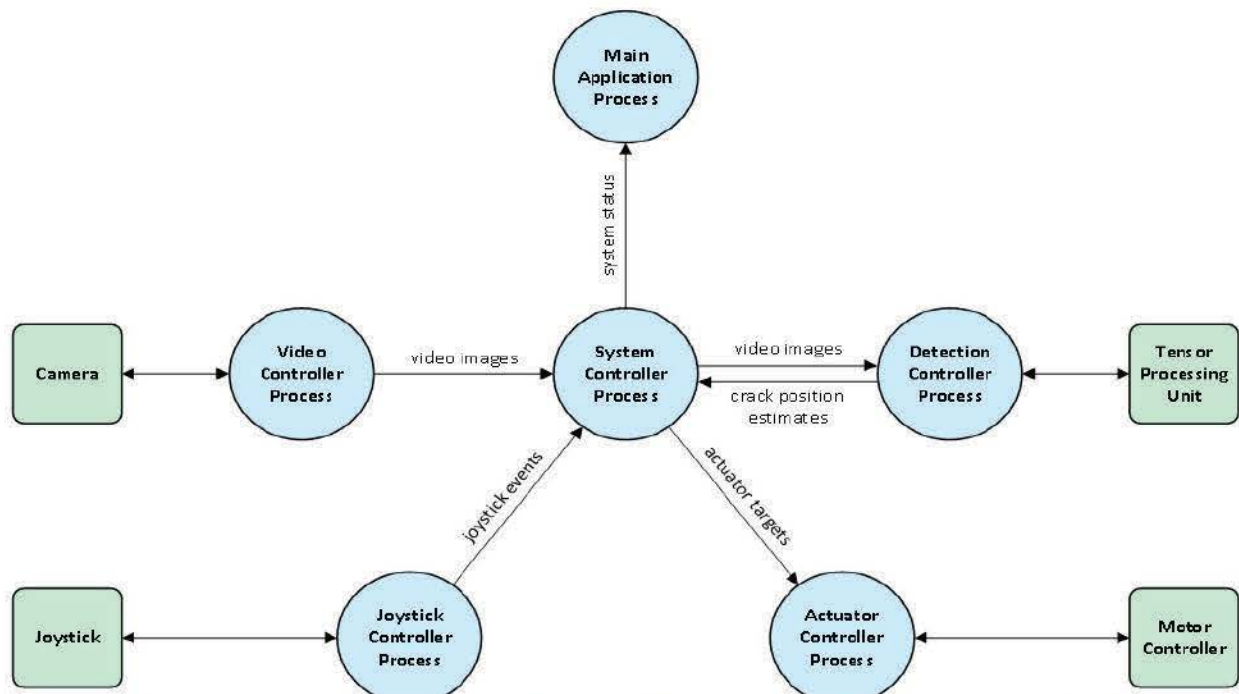 Main
Application
Process
system status
Camera
Video
Controller
Process
video images
System
Controller
Process
video images
crack position
estimates
Detection
Controller
Process
Tensor
Processing
Unit
joystick events
actuator targets
Joystick
Joystick
Controller
Process
Actuator
Controller
Process
Motor
Controller